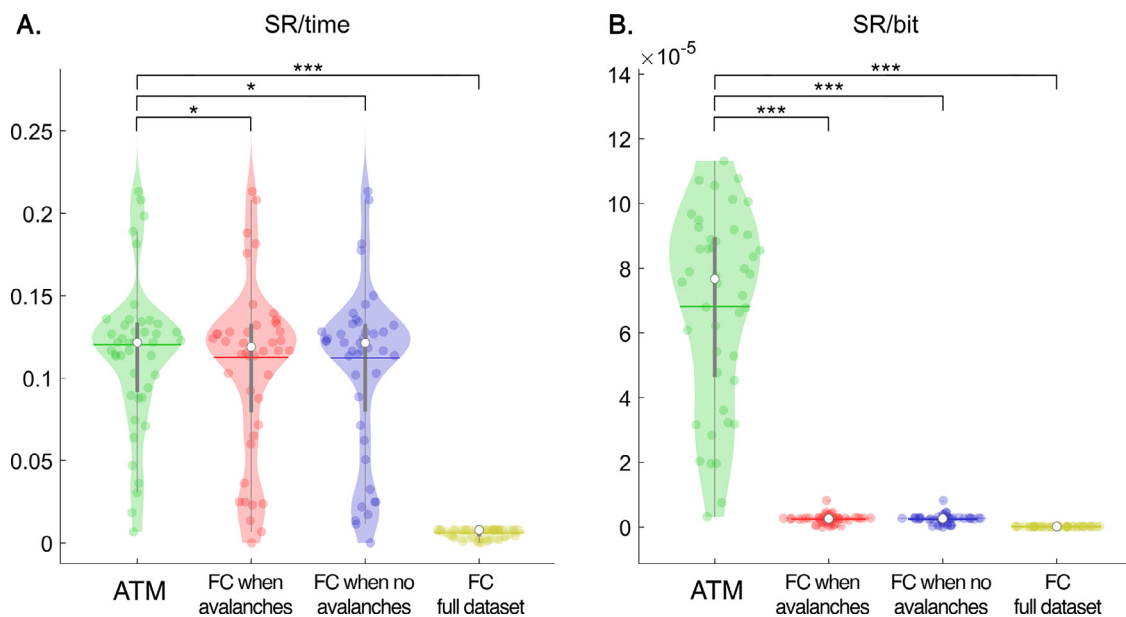 A.
SR/time
***
*
*
0.25
0.2
0.15
0.1
0.05
0
ATM
FC when
avalanches
FC when no
avalanches
FC
full dataset
B.
SR/bit
×10⁻⁵
14
12
10
8
6
4
2
0
***
***
***
ATM
FC when
avalanches
FC when no
avalanches
FC
full dataset